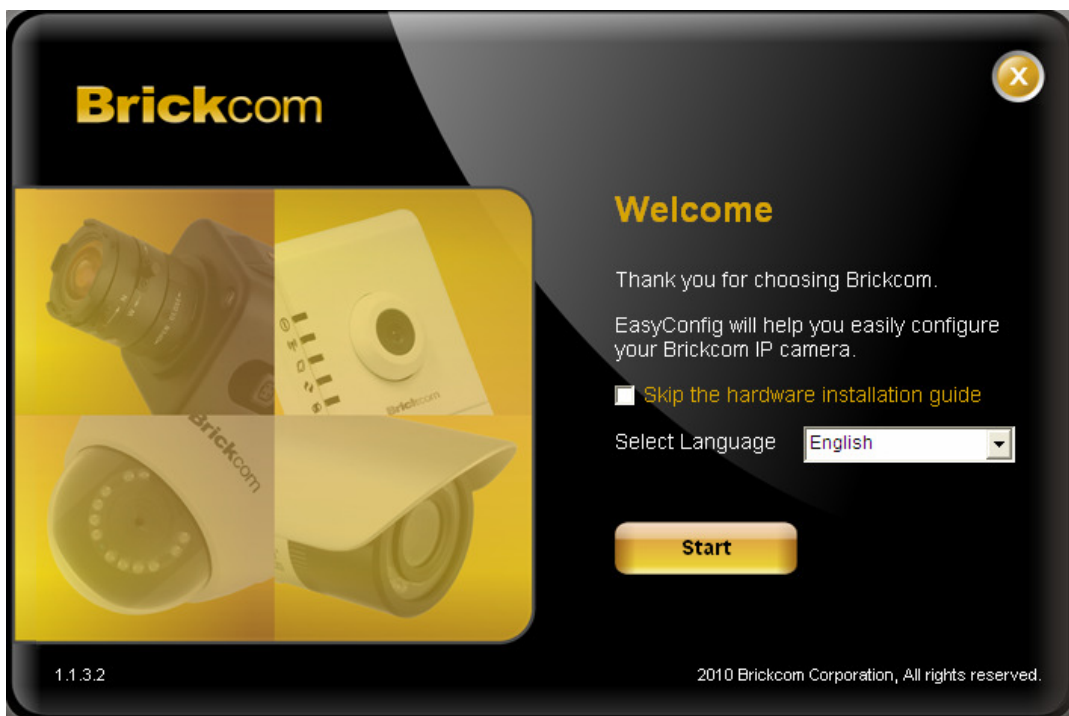 Brickcom
X
Welcome
Thank you for choosing Brickcom.
EasyConfig will help you easily configure
your Brickcom IP camera.
Skip the hardware installation guide
Select Language English
Start
Brickcom
Brickcom
1.1.3.2
2010 Brickcom Corporation, All rights reserved.